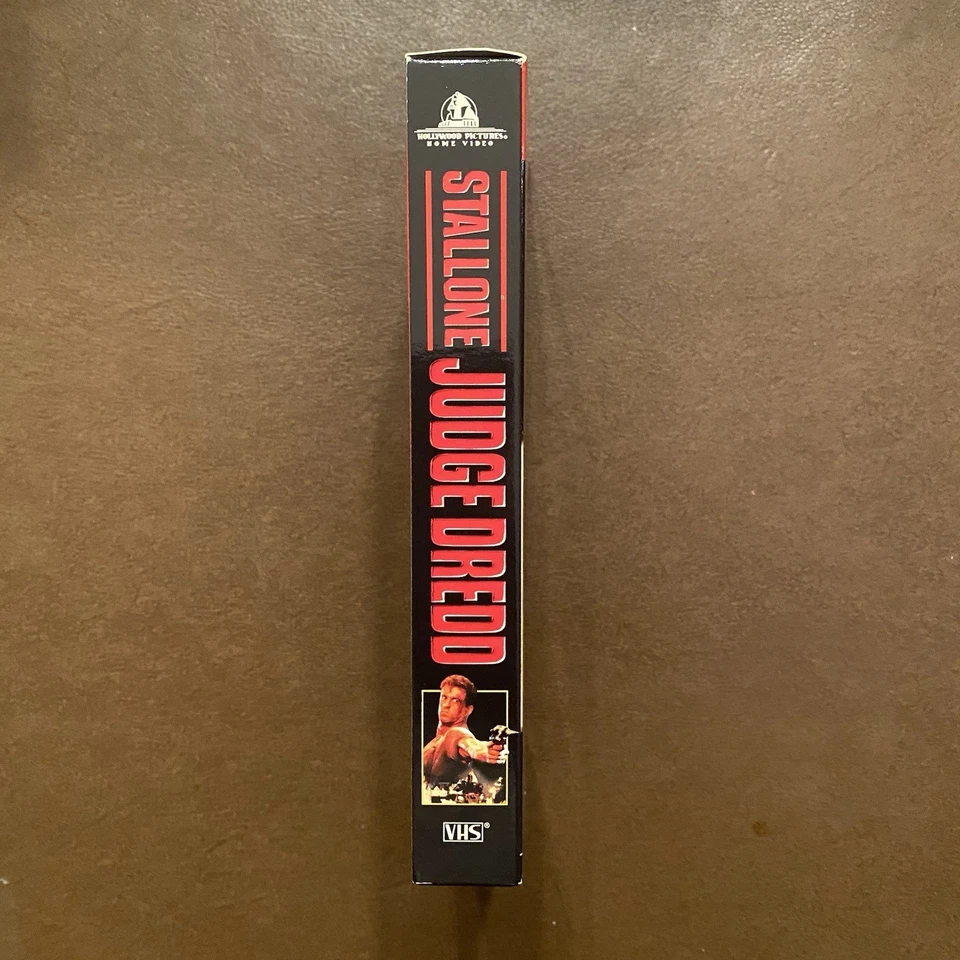 HOLLYWOOD PICTURES®
HOME VIDEO
STALLONE
JUDGE DREDD
VHS®